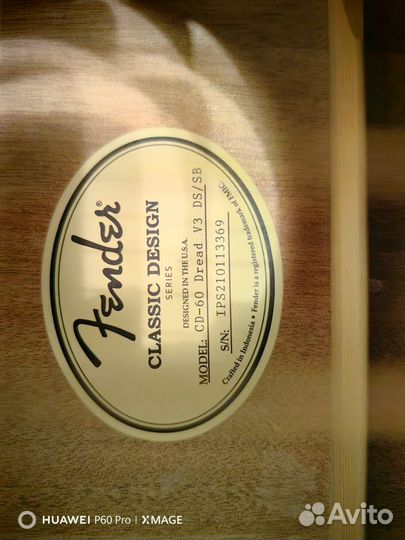 Fender
CLASSIC DESIGN
SERIES
DESIGNED IN THE U.S.A.
MODEL: CD-60 Dread V3 DS/SB
S/N: IPS210113369
Crafted in Indonesia • Fender is a registered trademark of FMIC
HUAWEI P60 Pro | XMAGE
Avito